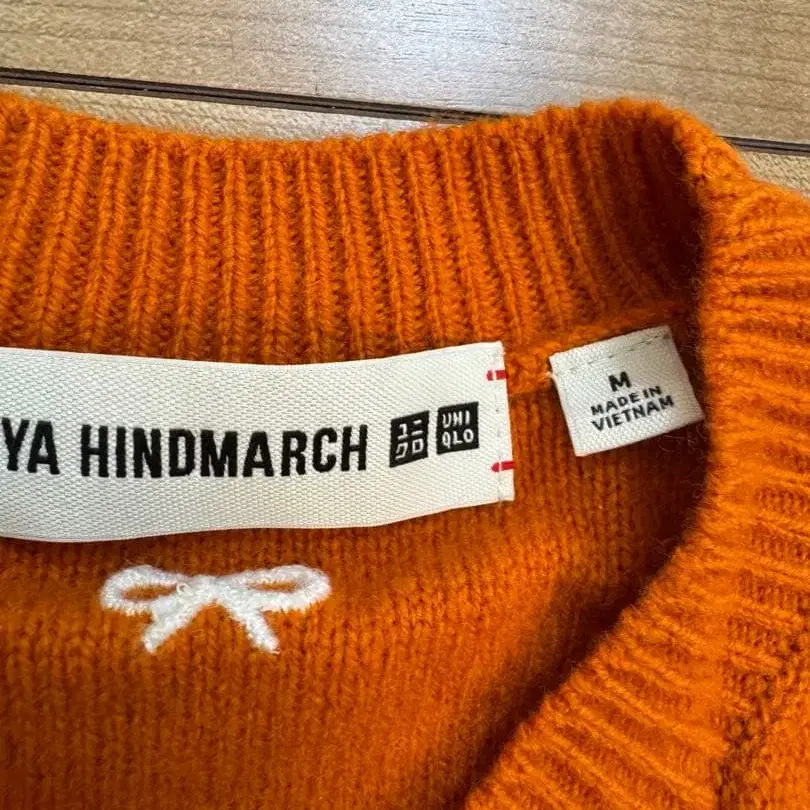 YA HINDMARCH
ユニ
クロ
UNI
QLO
M
MADE IN
VIETNAM